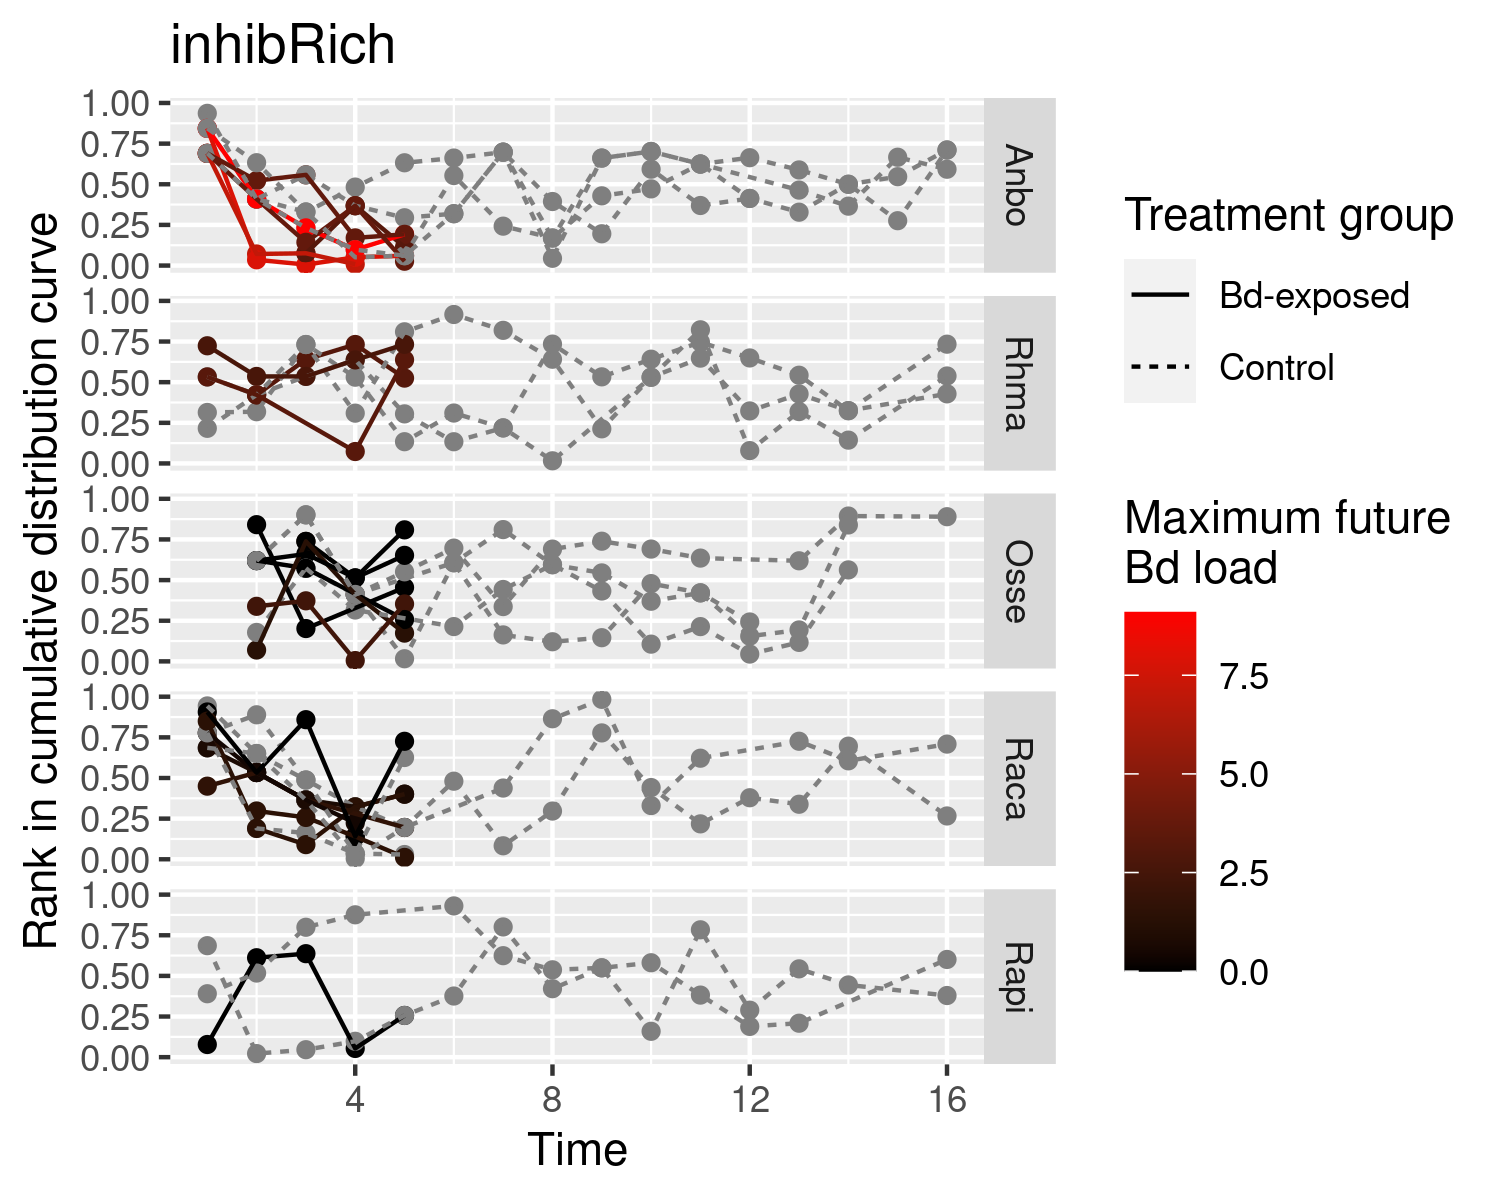 inhibRich
Rank in cumulative distribution curve
1.00
0.75
0.50
0.25
0.00
Anbo
1.00
0.75
0.50
0.25
0.00
Rhma
1.00
0.75
0.50
0.25
0.00
Osse
1.00
0.75
0.50
0.25
0.00
Raca
1.00
0.75
0.50
0.25
0.00
Rapi
4
8
12
16
Time
Treatment group
Bd-exposed
Control
Maximum future
Bd load
7.5
5.0
2.5
0.0